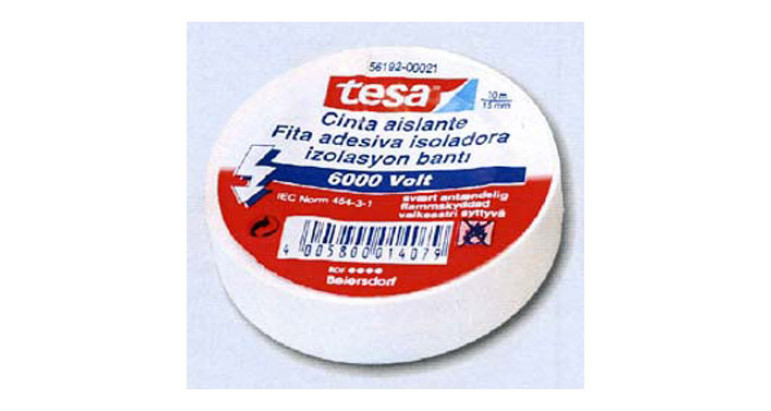 56192-00021
tesa
10 m
15 mm
Cinta aislante
Fita adesiva isoladora
izolasyon bantı
6000 Volt
IEC Norm 454-3-1
svært antændelig
flammskyddad
vaikeasti syttyvä
4 005800 014079
BDF
Beiersdorf